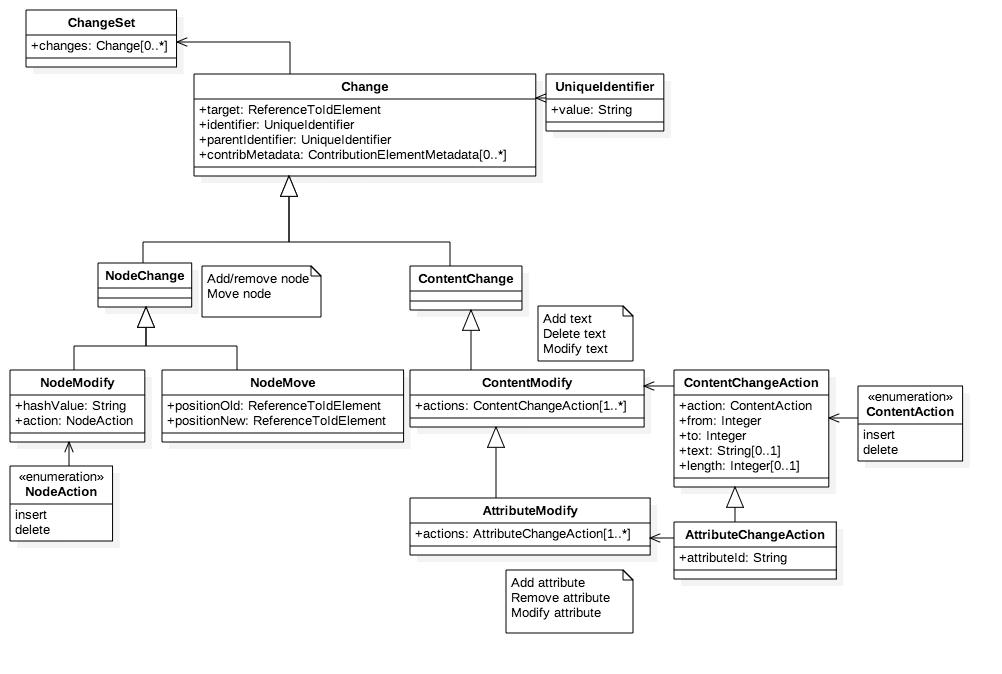 ChangeSet
+changes: Change[0..*]
Change
+target: ReferenceToIdElement
+identifier: UniqueIdentifier
+parentIdentifier: UniqueIdentifier
+contribMetadata: ContributionElementMetadata[0..*]
UniqueIdentifier
+value: String
NodeChange
Add/remove node
Move node
ContentChange
Add text
Delete text
Modify text
NodeModify
+hashValue: String
+action: NodeAction
NodeMove
+positionOld: ReferenceToIdElement
+positionNew: ReferenceToIdElement
ContentModify
+actions: ContentChangeAction[1..*]
ContentChangeAction
+action: ContentAction
+from: Integer
+to: Integer
+text: String[0..1]
+length: Integer[0..1]
«enumeration»
ContentAction
insert
delete
«enumeration»
NodeAction
insert
delete
AttributeModify
+actions: AttributeChangeAction[1..*]
AttributeChangeAction
+attributeId: String
Add attribute
Remove attribute
Modify attribute